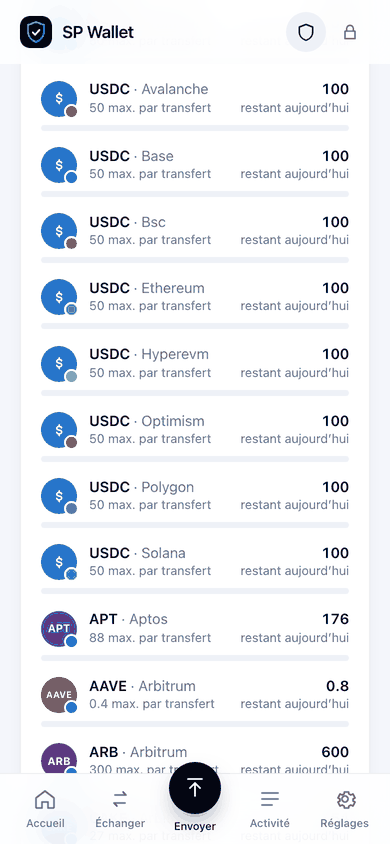 SP Wallet
USDC · Avalanche 100
50 max. par transfert restant aujourd’hui
$
USDC · Base 100
50 max. par transfert restant aujourd’hui
$
USDC · Bsc 100
50 max. par transfert restant aujourd’hui
$
USDC · Ethereum 100
50 max. par transfert restant aujourd’hui
$
USDC · Hyperevm 100
50 max. par transfert restant aujourd’hui
$
USDC · Optimism 100
50 max. par transfert restant aujourd’hui
$
USDC · Polygon 100
50 max. par transfert restant aujourd’hui
$
USDC · Solana 100
50 max. par transfert restant aujourd’hui
$
APT APT · Aptos 176
88 max. par transfert restant aujourd’hui
AAVE AAVE · Arbitrum 0.8
0.4 max. par transfert restant aujourd’hui
ARB ARB · Arbitrum 600
300 max. par restant aujourd’hui
Accueil Échanger Envoyer Activité Réglages